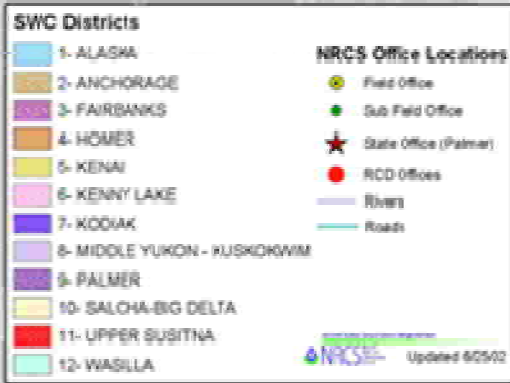 SWC Districts
1- ALASKA
2- ANCHORAGE
3- FAIRBANKS
4- HOMER
5- KENAI
6- KENNY LAKE
7- KODIAK
8- MIDDLE YUKON - KUSKOKWIM
9- PALMER
10- SALCHA-BIG DELTA
11- UPPER SUSITNA
12- WASILLA
NRCS Office Locations
Field Office
Sub Field Office
State Office (Palmer)
RCD Offices
Rivers
Roads
NRCS
Updated 6/25/02